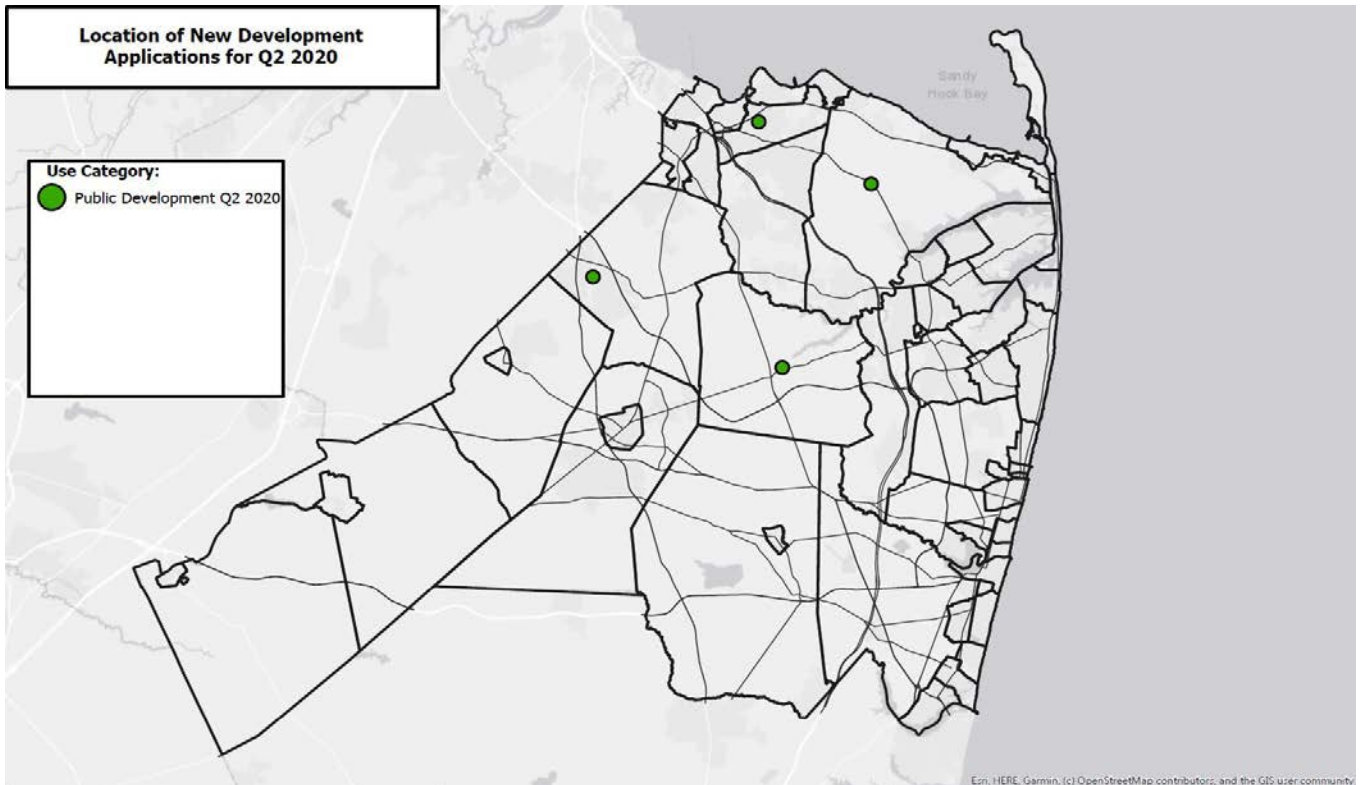 Location of New Development
Applications for Q2 2020
Sandy
Hook Bay
Use Category:
Public Development Q2 2020
Esri, HERE, Garmin, (c) OpenStreetMap contributors, and the GIS user community